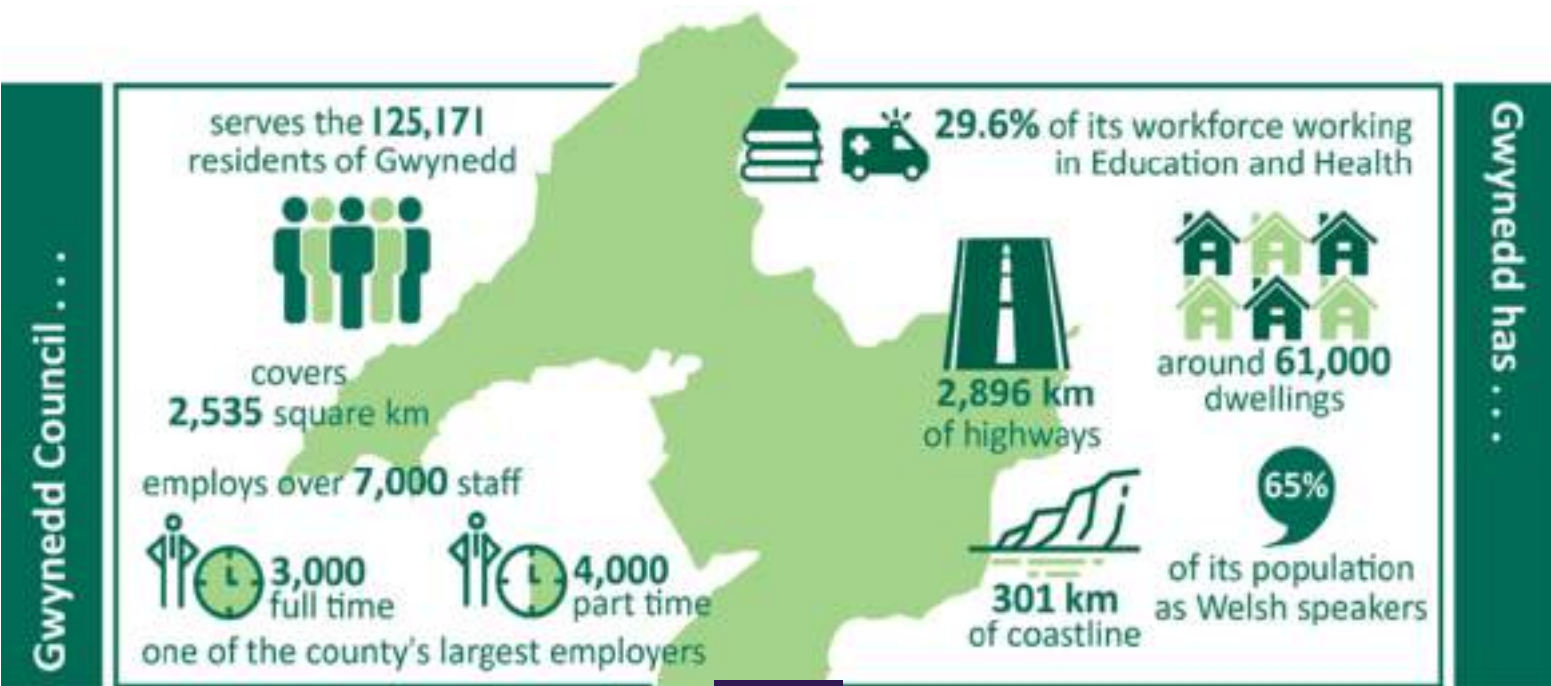 Gwynedd Council . . .
serves the 125,171
residents of Gwynedd
covers
2,535 square km
employs over 7,000 staff
3,000
full time
4,000
part time
one of the county's largest employers
29.6% of its workforce working
in Education and Health
2,896 km
of highways
around 61,000
dwellings
301 km
of coastline
65%
of its population
as Welsh speakers
Gwynedd has . . .